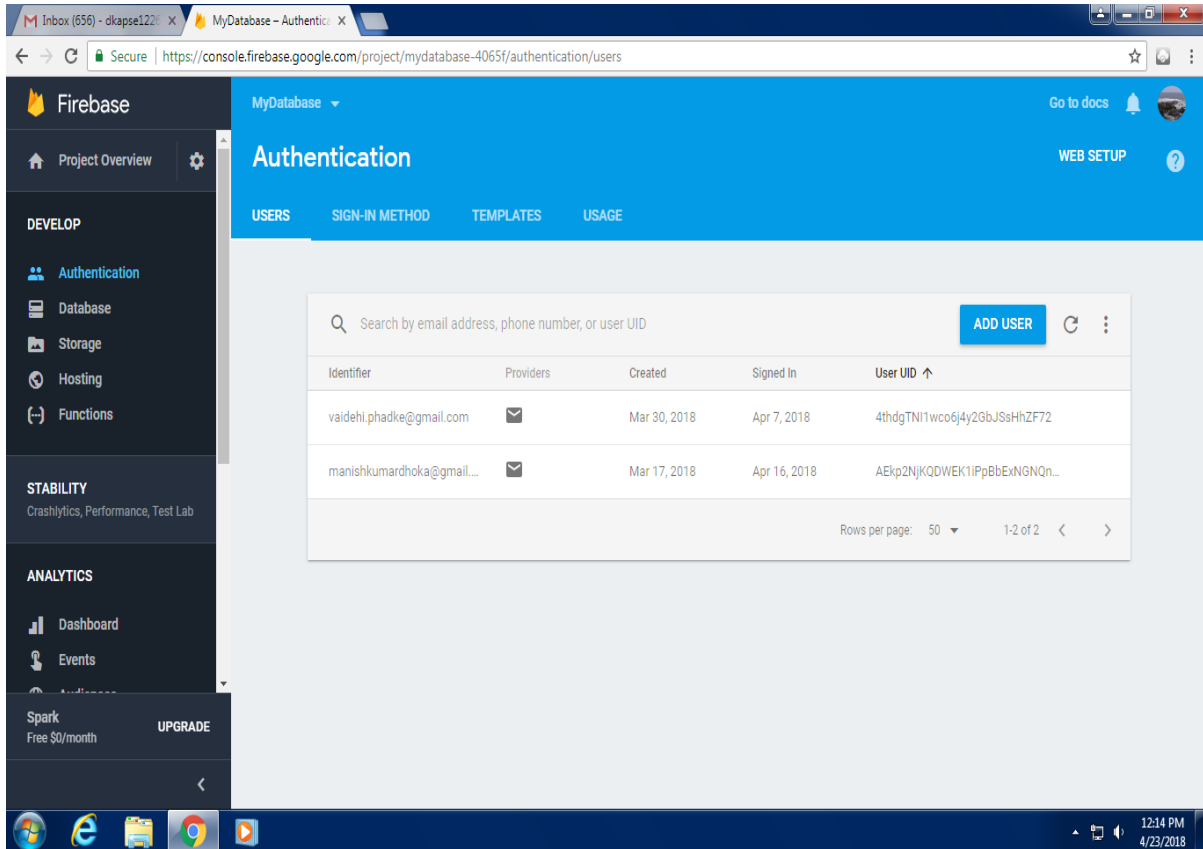 Inbox (656) - dkapse1226
MyDatabase – Authentica
Secure | https://console.firebase.google.com/project/mydatabase-4065f/authentication/users
Firebase
MyDatabase
Go to docs
Project Overview
Authentication
WEB SETUP
?
USERS SIGN-IN METHOD TEMPLATES USAGE
DEVELOP
Authentication
Database
Storage
Hosting
Functions
STABILITY
Crashlytics, Performance, Test Lab
ANALYTICS
Dashboard
Events
Spark
Free $0/month
UPGRADE
Search by email address, phone number, or user UID
ADD USER
Identifier Providers Created Signed In User UID
vaidehi.phadke@gmail.com Mar 30, 2018 Apr 7, 2018 4thdgTNI1wco6j4y2GbJSsHhZF72
manishkumardhoka@gmail.... Mar 17, 2018 Apr 16, 2018 AEkp2NjKQDWEK1iPpBbExNGNQn...
Rows per page: 50 1-2 of 2
12:14 PM
4/23/2018